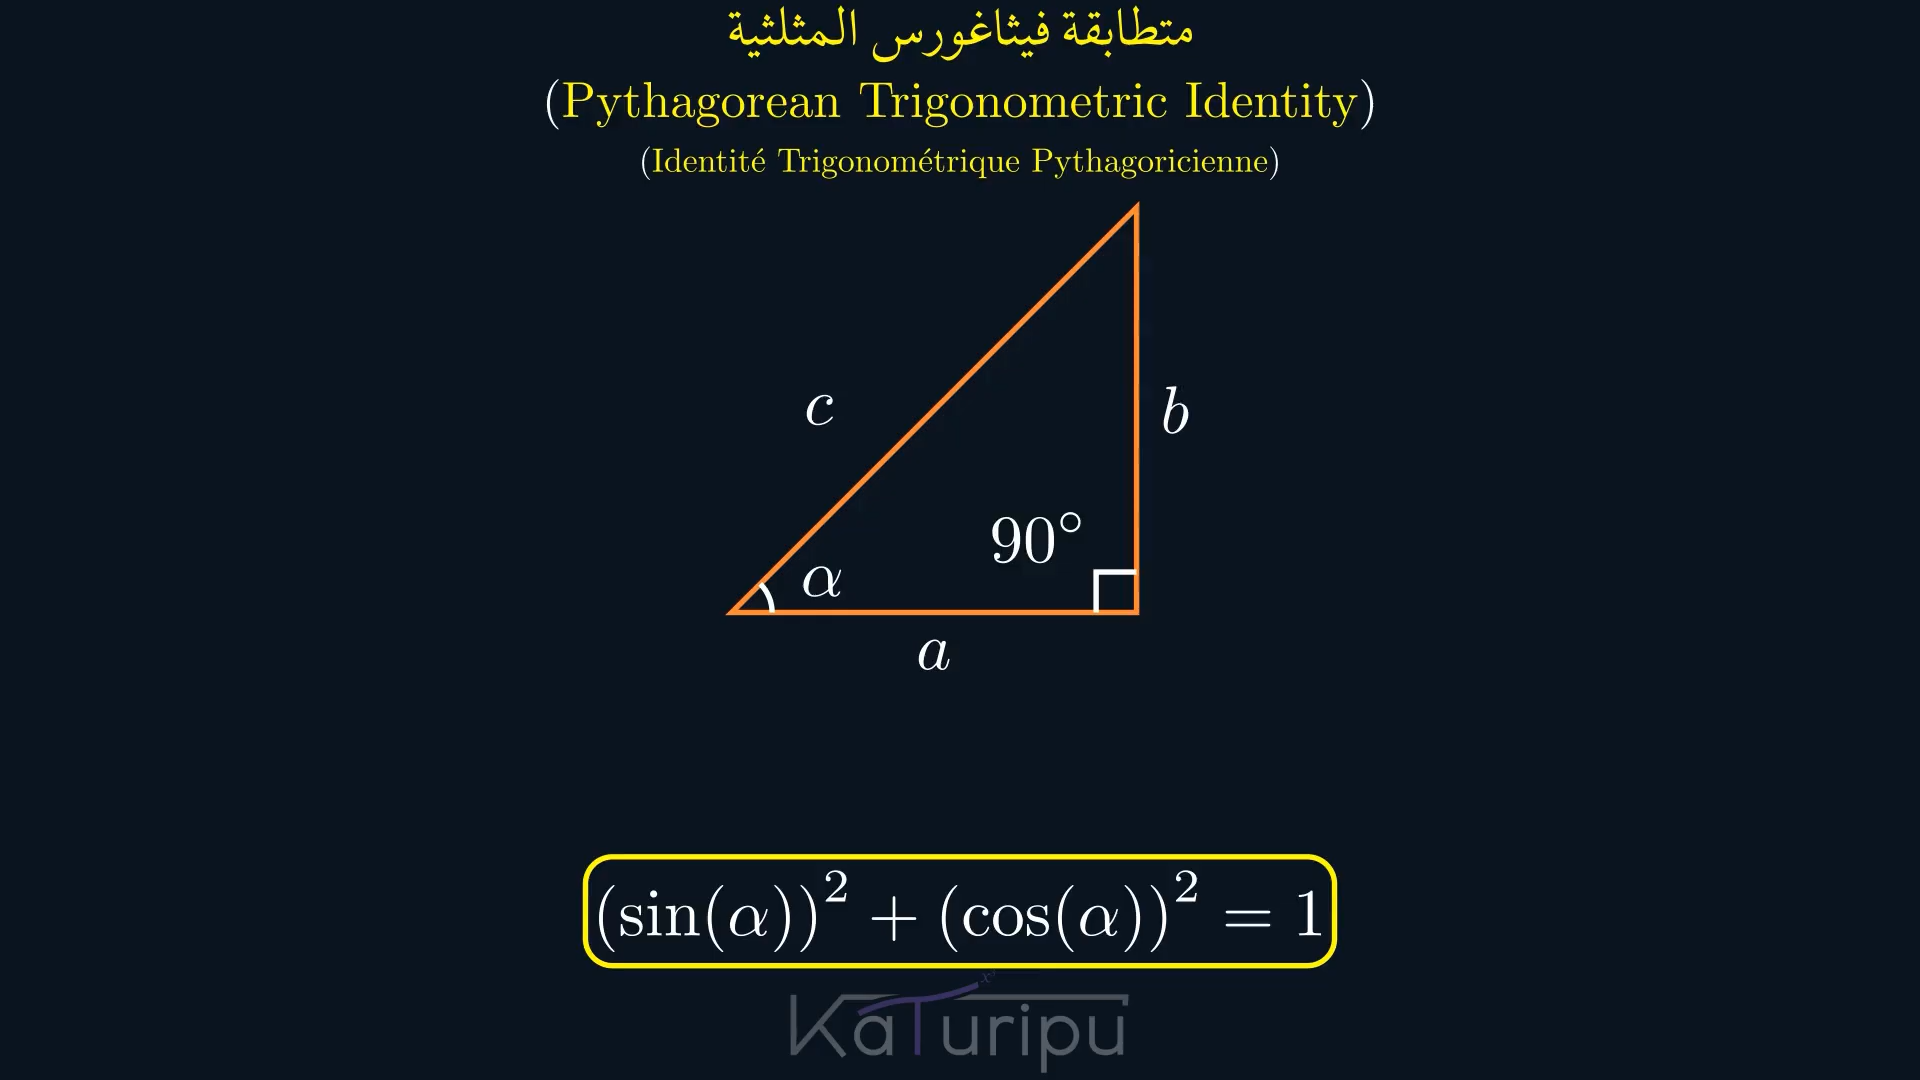 متطابقة فيثاغورس المثلثية
(Pythagorean Trigonometric Identity)
(Identité Trigonométrique Pythagoricienne)
c
b
90°
α
a
(sin(α))² + (cos(α))² = 1
x
KaTuripu